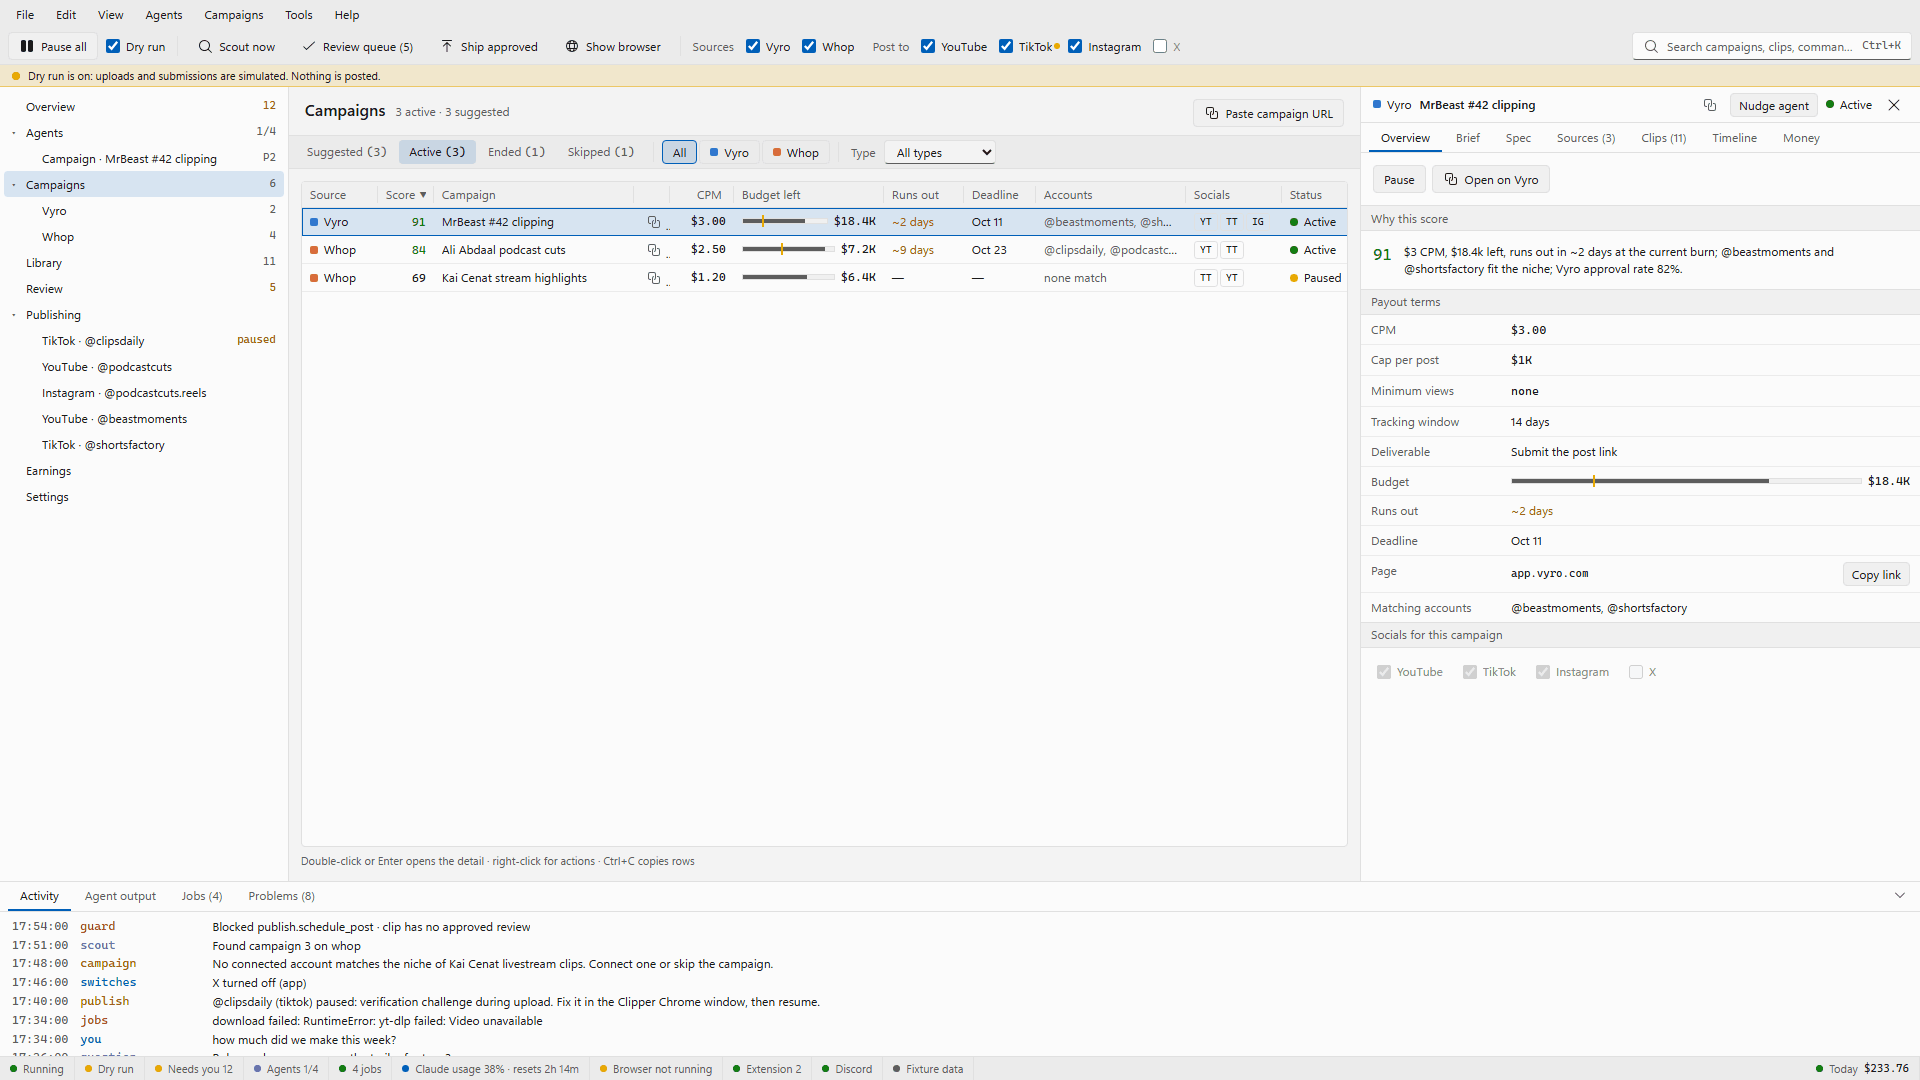 File Edit View Agents Campaigns Tools Help
Pause all Dry run Scout now Review queue (5) Ship approved Show browser Sources Vyro Whop Post to YouTube TikTok Instagram X Search campaigns, clips, comman... Ctrl+K
Dry run is on: uploads and submissions are simulated. Nothing is posted.
Overview 12
Agents 1/4
Campaign · MrBeast #42 clipping P2
Campaigns 6
Vyro 2
Whop 4
Library 11
Review 5
Publishing
TikTok · @clipsdaily paused
YouTube · @podcastcuts
Instagram · @podcastcuts.reels
YouTube · @beastmoments
TikTok · @shortsfactory
Earnings
Settings
Campaigns 3 active · 3 suggested Paste campaign URL
Suggested (3) Active (3) Ended (1) Skipped (1) All Vyro Whop Type All types
Source Score ▼ Campaign CPM Budget left Runs out Deadline Accounts Socials Status
Vyro 91 MrBeast #42 clipping $3.00 $18.4K ~2 days Oct 11 @beastmoments, @sh... YT TT IG Active
Whop 84 Ali Abdaal podcast cuts $2.50 $7.2K ~9 days Oct 23 @clipsdaily, @podcastc... YT TT Active
Whop 69 Kai Cenat stream highlights $1.20 $6.4K — — none match TT YT Paused
Double-click or Enter opens the detail · right-click for actions · Ctrl+C copies rows
Vyro MrBeast #42 clipping Nudge agent Active
Overview Brief Spec Sources (3) Clips (11) Timeline Money
Pause Open on Vyro
Why this score
91 $3 CPM, $18.4k left, runs out in ~2 days at the current burn; @beastmoments and
@shortsfactory fit the niche; Vyro approval rate 82%.
Payout terms
CPM $3.00
Cap per post $1K
Minimum views none
Tracking window 14 days
Deliverable Submit the post link
Budget $18.4K
Runs out ~2 days
Deadline Oct 11
Page app.vyro.com Copy link
Matching accounts @beastmoments, @shortsfactory
Socials for this campaign
YouTube TikTok Instagram X
Activity Agent output Jobs (4) Problems (8)
17:54:00 guard Blocked publish.schedule_post · clip has no approved review
17:51:00 scout Found campaign 3 on whop
17:48:00 campaign No connected account matches the niche of Kai Cenat livestream clips. Connect one or skip the campaign.
17:46:00 switches X turned off (app)
17:40:00 publish @clipsdaily (tiktok) paused: verification challenge during upload. Fix it in the Clipper Chrome window, then resume.
17:34:00 jobs download failed: RuntimeError: yt-dlp failed: Video unavailable
17:34:00 you how much did we make this week?
Running Dry run Needs you 12 Agents 1/4 4 jobs Claude usage 38% · resets 2h 14m Browser not running Extension 2 Discord Fixture data Today $233.76